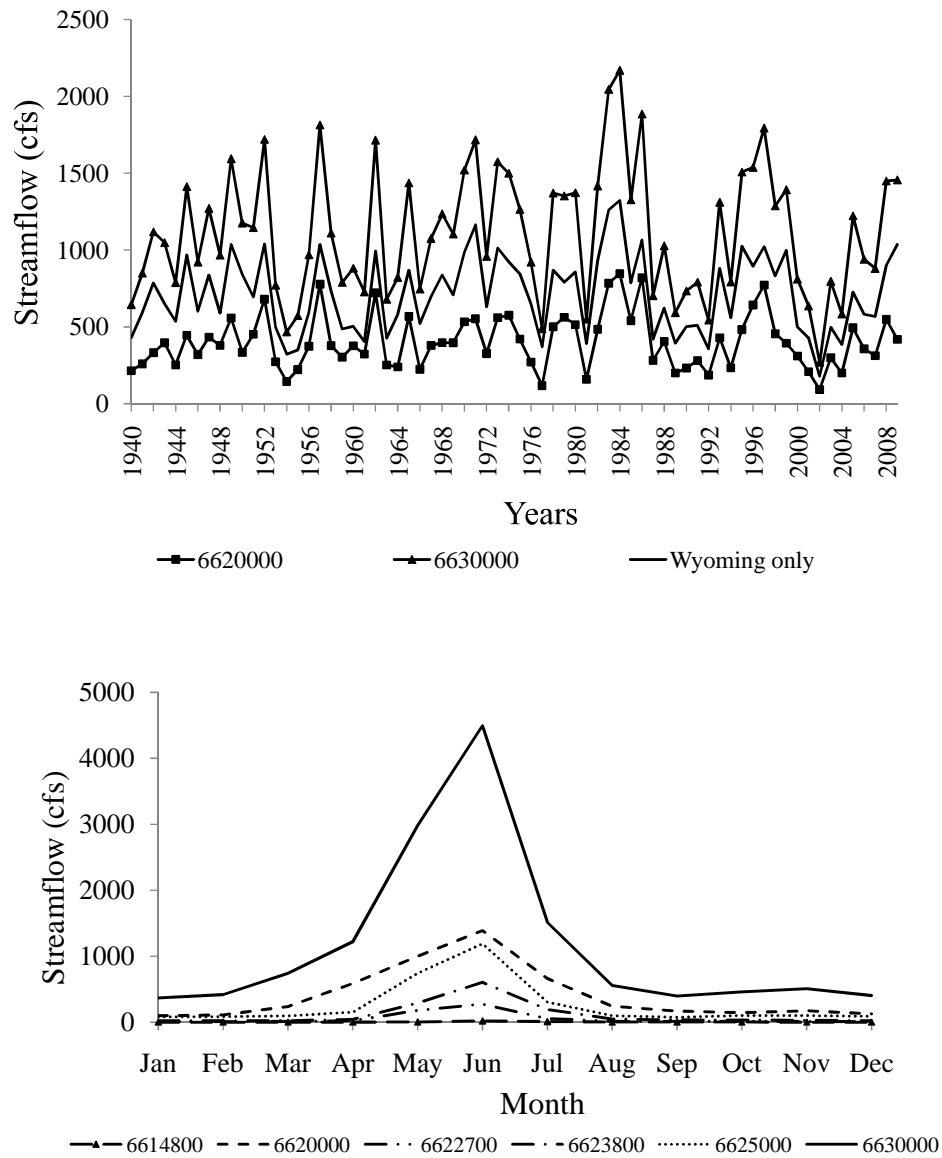 2500
2000
1500
1000
500
0
Streamflow (cfs)
1940 1944 1948 1952 1956 1960 1964 1968 1972 1976 1980 1984 1988 1992 1996 2000 2004 2008
Years
6620000 6630000 Wyoming only
5000
4000
3000
2000
1000
0
Streamflow (cfs)
Jan Feb Mar Apr May Jun Jul Aug Sep Oct Nov Dec
Month
6614800 6620000 6622700 6623800 6625000 6630000